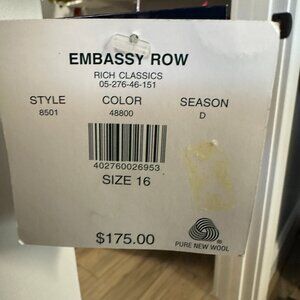 EMBASSY ROW
RICH CLASSICS
05-276-46-151
STYLE COLOR SEASON
8501 48800 D
402760026953
SIZE 16
$175.00
PURE NEW WOOL